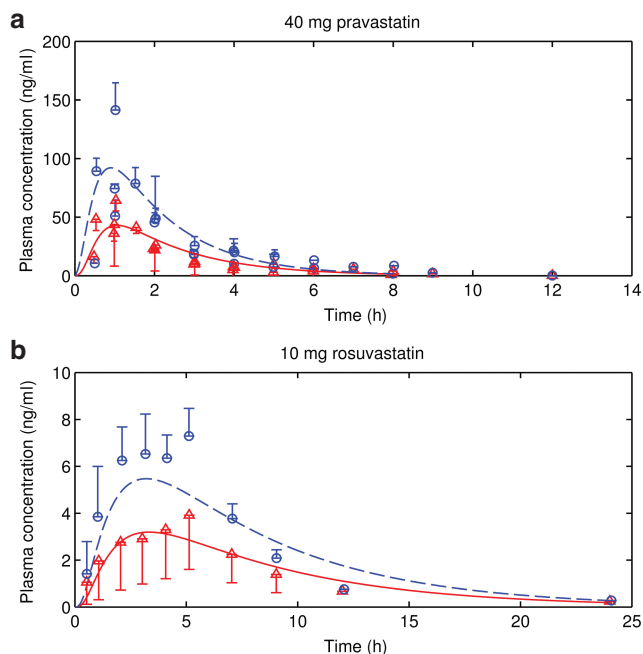 a
40 mg pravastatin
Plasma concentration (ng/ml)
200
150
100
50
0
0 2 4 6 8 10 12 14
Time (h)
b
10 mg rosuvastatin
Plasma concentration (ng/ml)
10
8
6
4
2
0
0 5 10 15 20 25
Time (h)